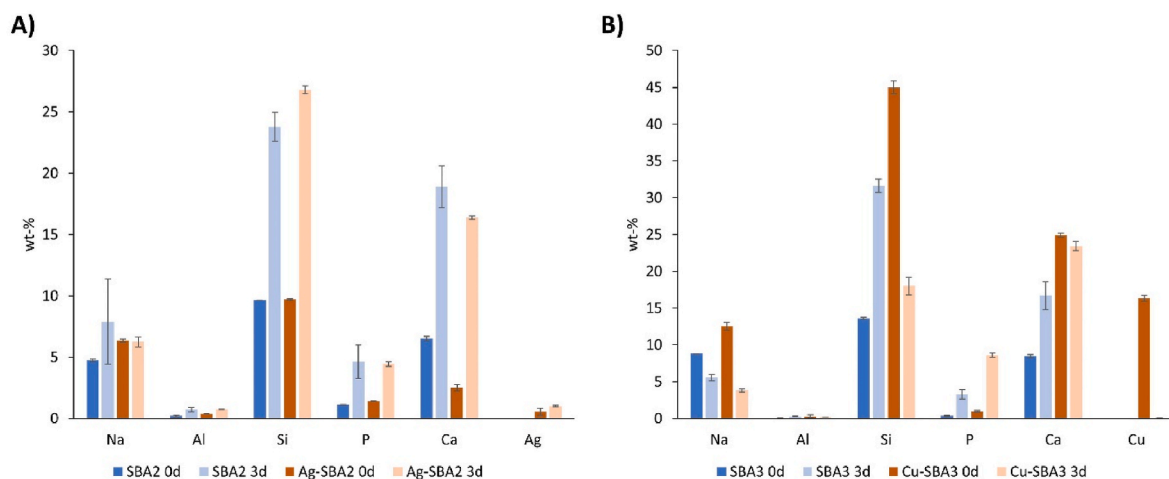 A)
30
25
20
15
10
5
0
wt-%
Na Al Si P Ca Ag
SBA2 0d SBA2 3d Ag-SBA2 0d Ag-SBA2 3d
B)
50
45
40
35
30
25
20
15
10
5
0
wt-%
Na Al Si P Ca Cu
SBA3 0d SBA3 3d Cu-SBA3 0d Cu-SBA3 3d